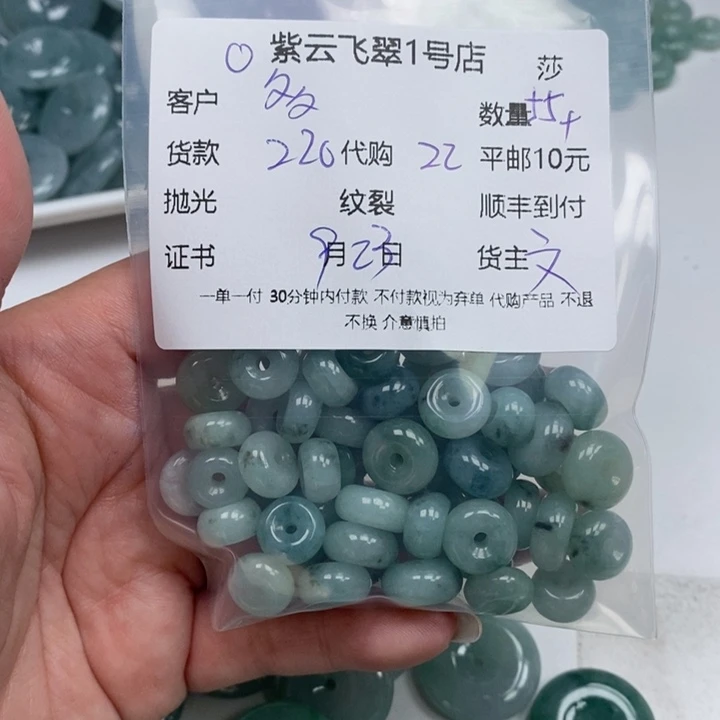 紫云飞翠1号店 莎
客户 数量
货款 220 代购 22 平邮10元
抛光 纹裂 顺丰到付
证书 9月23日 货主 文
一单一付 30分钟内付款 不付款视为弃单 代购产品 不退
不换 介意慎拍